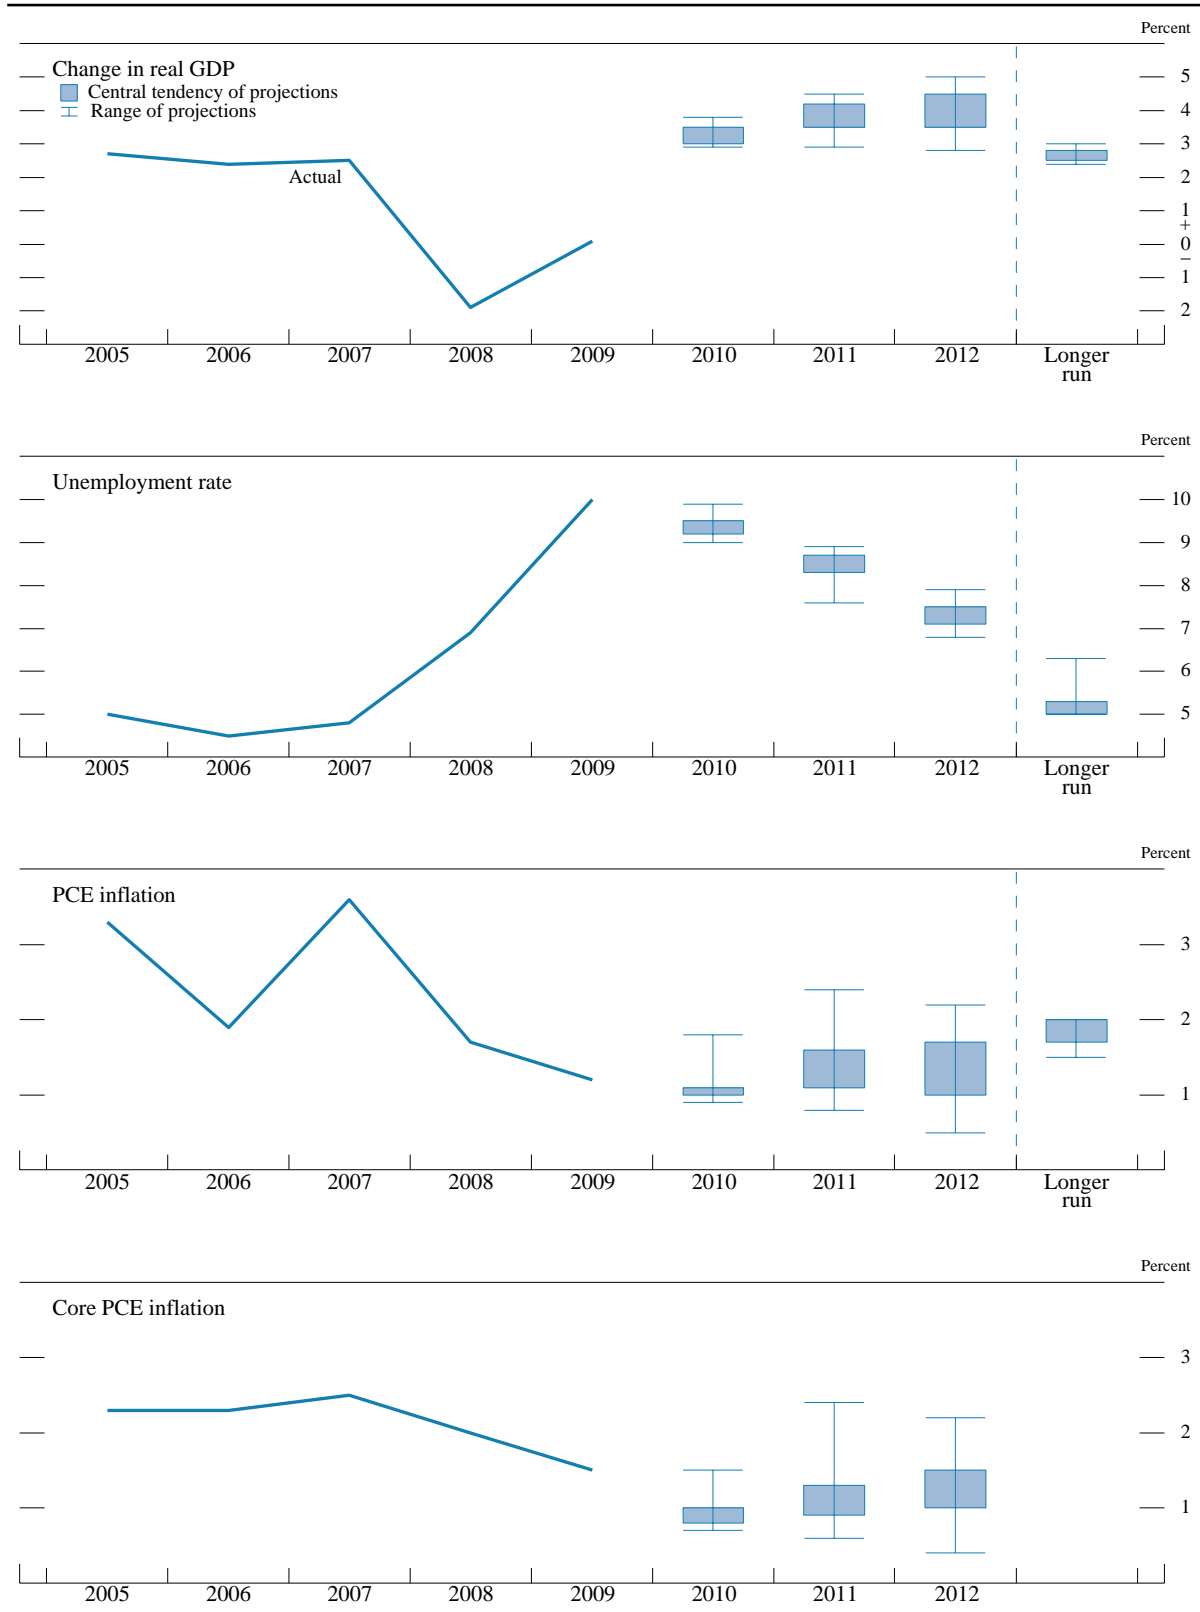 Percent
Change in real GDP
Central tendency of projections
Range of projections
Actual
5
4
3
2
1
+
0
−
1
2
2005 2006 2007 2008 2009 2010 2011 2012 Longer
run
Percent
Unemployment rate
10
9
8
7
6
5
2005 2006 2007 2008 2009 2010 2011 2012 Longer
run
Percent
PCE inflation
3
2
1
2005 2006 2007 2008 2009 2010 2011 2012 Longer
run
Percent
Core PCE inflation
3
2
1
2005 2006 2007 2008 2009 2010 2011 2012